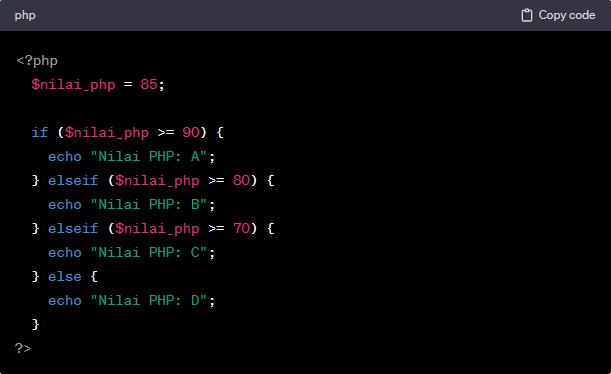 php Copy code
<?php
  $nilai_php = 85;

  if ($nilai_php >= 90) {
    echo "Nilai PHP: A";
  } elseif ($nilai_php >= 80) {
    echo "Nilai PHP: B";
  } elseif ($nilai_php >= 70) {
    echo "Nilai PHP: C";
  } else {
    echo "Nilai PHP: D";
  }
?>